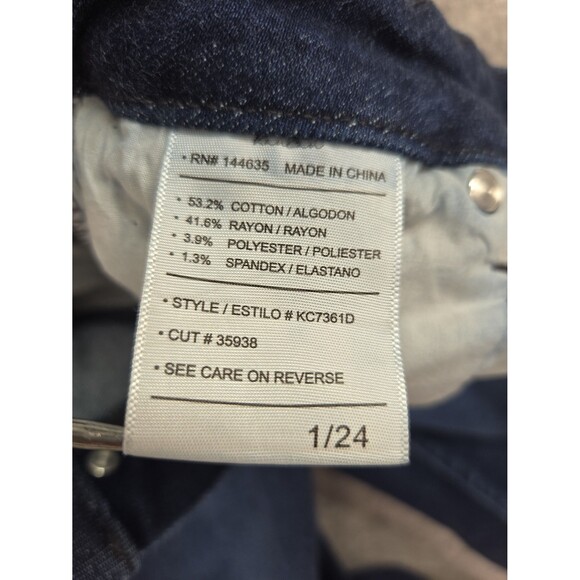 • RN# 144635 MADE IN CHINA
• 53.2% COTTON / ALGODON
• 41.6% RAYON / RAYON
• 3.9% POLYESTER / POLIESTER
• 1.3% SPANDEX / ELASTANO
• STYLE / ESTILO # KC7361D
• CUT # 35938
• SEE CARE ON REVERSE
1/24